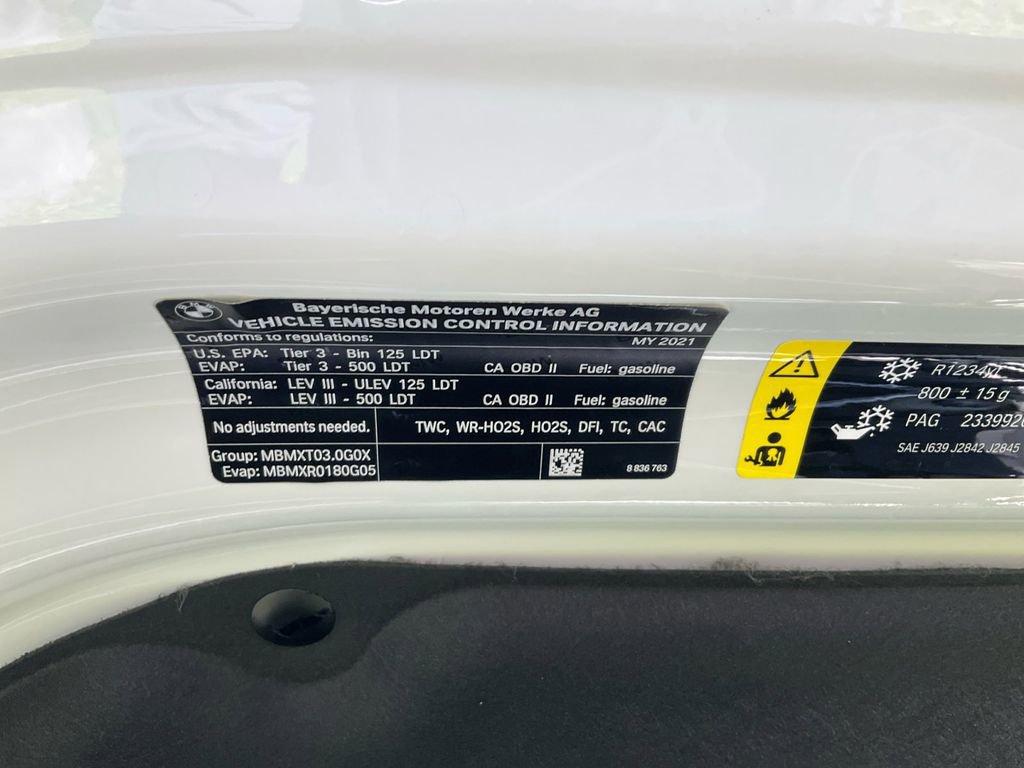 BMW
Bayerische Motoren Werke AG
VEHICLE EMISSION CONTROL INFORMATION
Conforms to regulations: MY 2021
U.S. EPA: Tier 3 - Bin 125 LDT
EVAP: Tier 3 - 500 LDT CA OBD II Fuel: gasoline
California: LEV III - ULEV 125 LDT
EVAP: LEV III - 500 LDT CA OBD II Fuel: gasoline
No adjustments needed. TWC, WR-HO2S, HO2S, DFI, TC, CAC
Group: MBMXT03.0G0X
Evap: MBMXR0180G05 8 836 763
R1234yf
800 ± 15 g
PAG 2339920
SAE J639 J2842 J2845